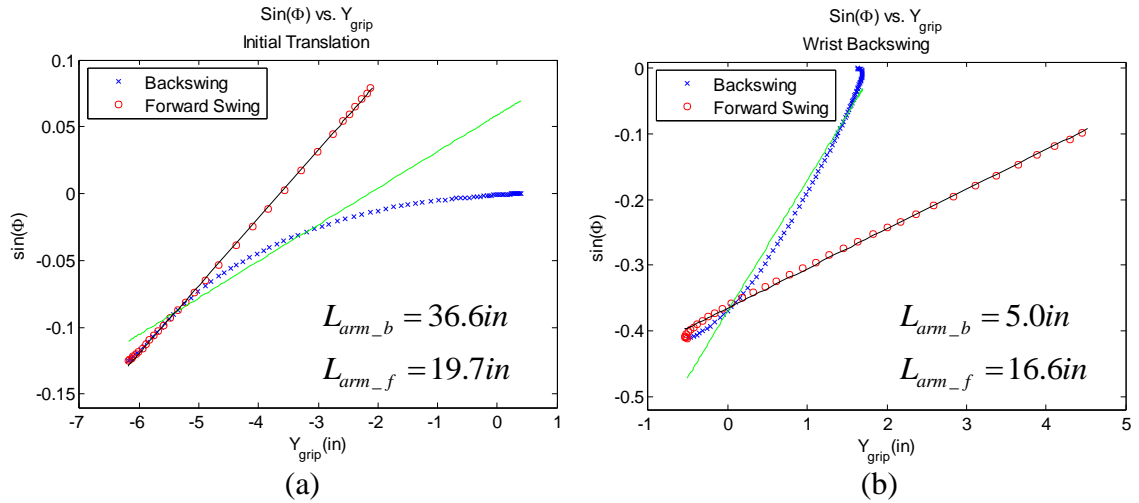 Sin(Φ) vs. Y_grip
Initial Translation
Backswing
Forward Swing
0.1
0.05
0
-0.05
-0.1
-0.15
sin(Φ)
L_arm_b = 36.6in
L_arm_f = 19.7in
-7 -6 -5 -4 -3 -2 -1 0 1
Y_grip(in)
(a)
Sin(Φ) vs. Y_grip
Wrist Backswing
Backswing
Forward Swing
0
-0.1
-0.2
-0.3
-0.4
-0.5
sin(Φ)
L_arm_b = 5.0in
L_arm_f = 16.6in
-1 0 1 2 3 4 5
Y_grip(in)
(b)